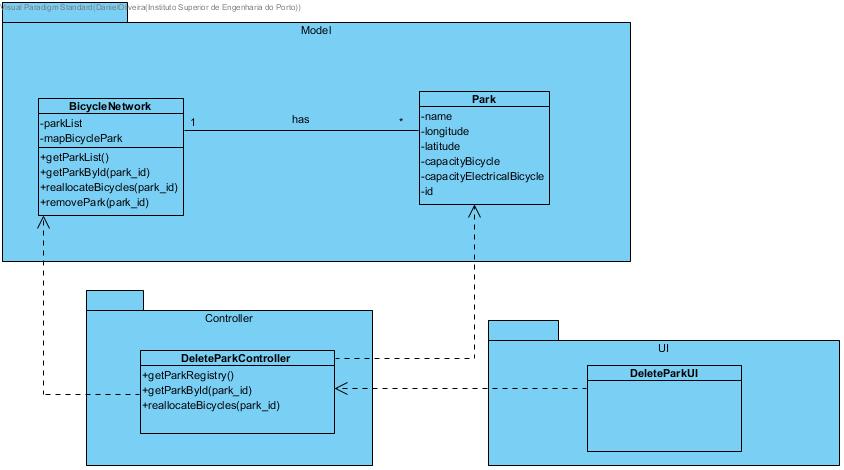 Visual Paradigm Standard(DanielOliveira(Instituto Superior de Engenharia do Porto))
Model
BicycleNetwork
-parkList
-mapBicyclePark
+getParkList()
+getParkById(park_id)
+reallocateBicycles(park_id)
+removePark(park_id)
1
has
*
Park
-name
-longitude
-latitude
-capacityBicycle
-capacityElectricalBicycle
-id
Controller
DeleteParkController
+getParkRegistry()
+getParkById(park_id)
+reallocateBicycles(park_id)
UI
DeleteParkUI